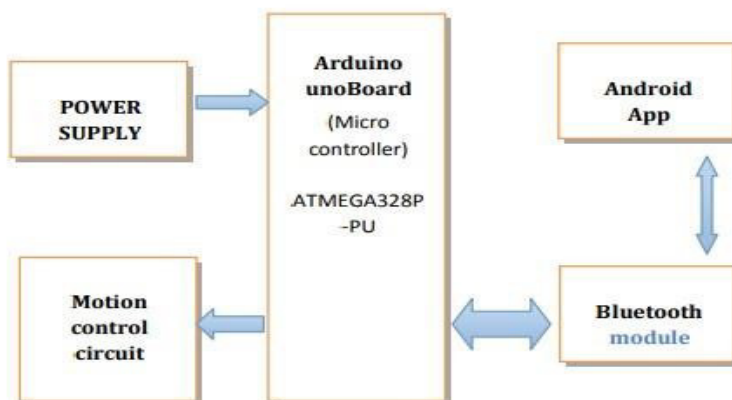 POWER
SUPPLY
Arduino
unoBoard
(Micro
controller)
ATMEGA328P
-PU
Android
App
Motion
control
circuit
Bluetooth
module